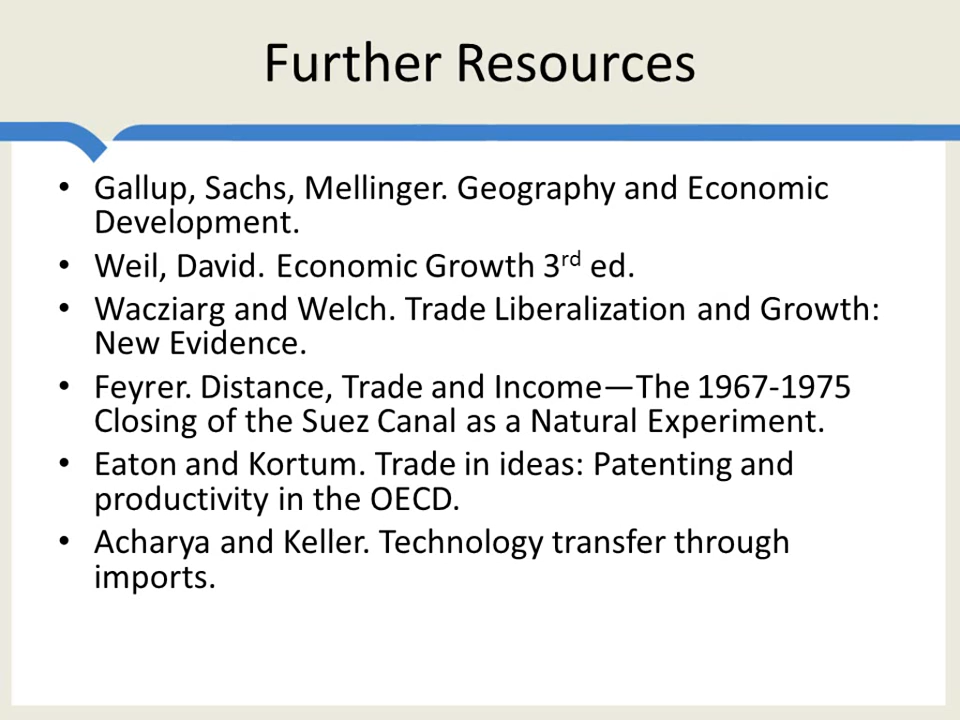 Further Resources
• Gallup, Sachs, Mellinger. Geography and Economic
Development.
• Weil, David. Economic Growth 3rd ed.
• Wacziarg and Welch. Trade Liberalization and Growth:
New Evidence.
• Feyrer. Distance, Trade and Income—The 1967-1975
Closing of the Suez Canal as a Natural Experiment.
• Eaton and Kortum. Trade in ideas: Patenting and
productivity in the OECD.
• Acharya and Keller. Technology transfer through
imports.